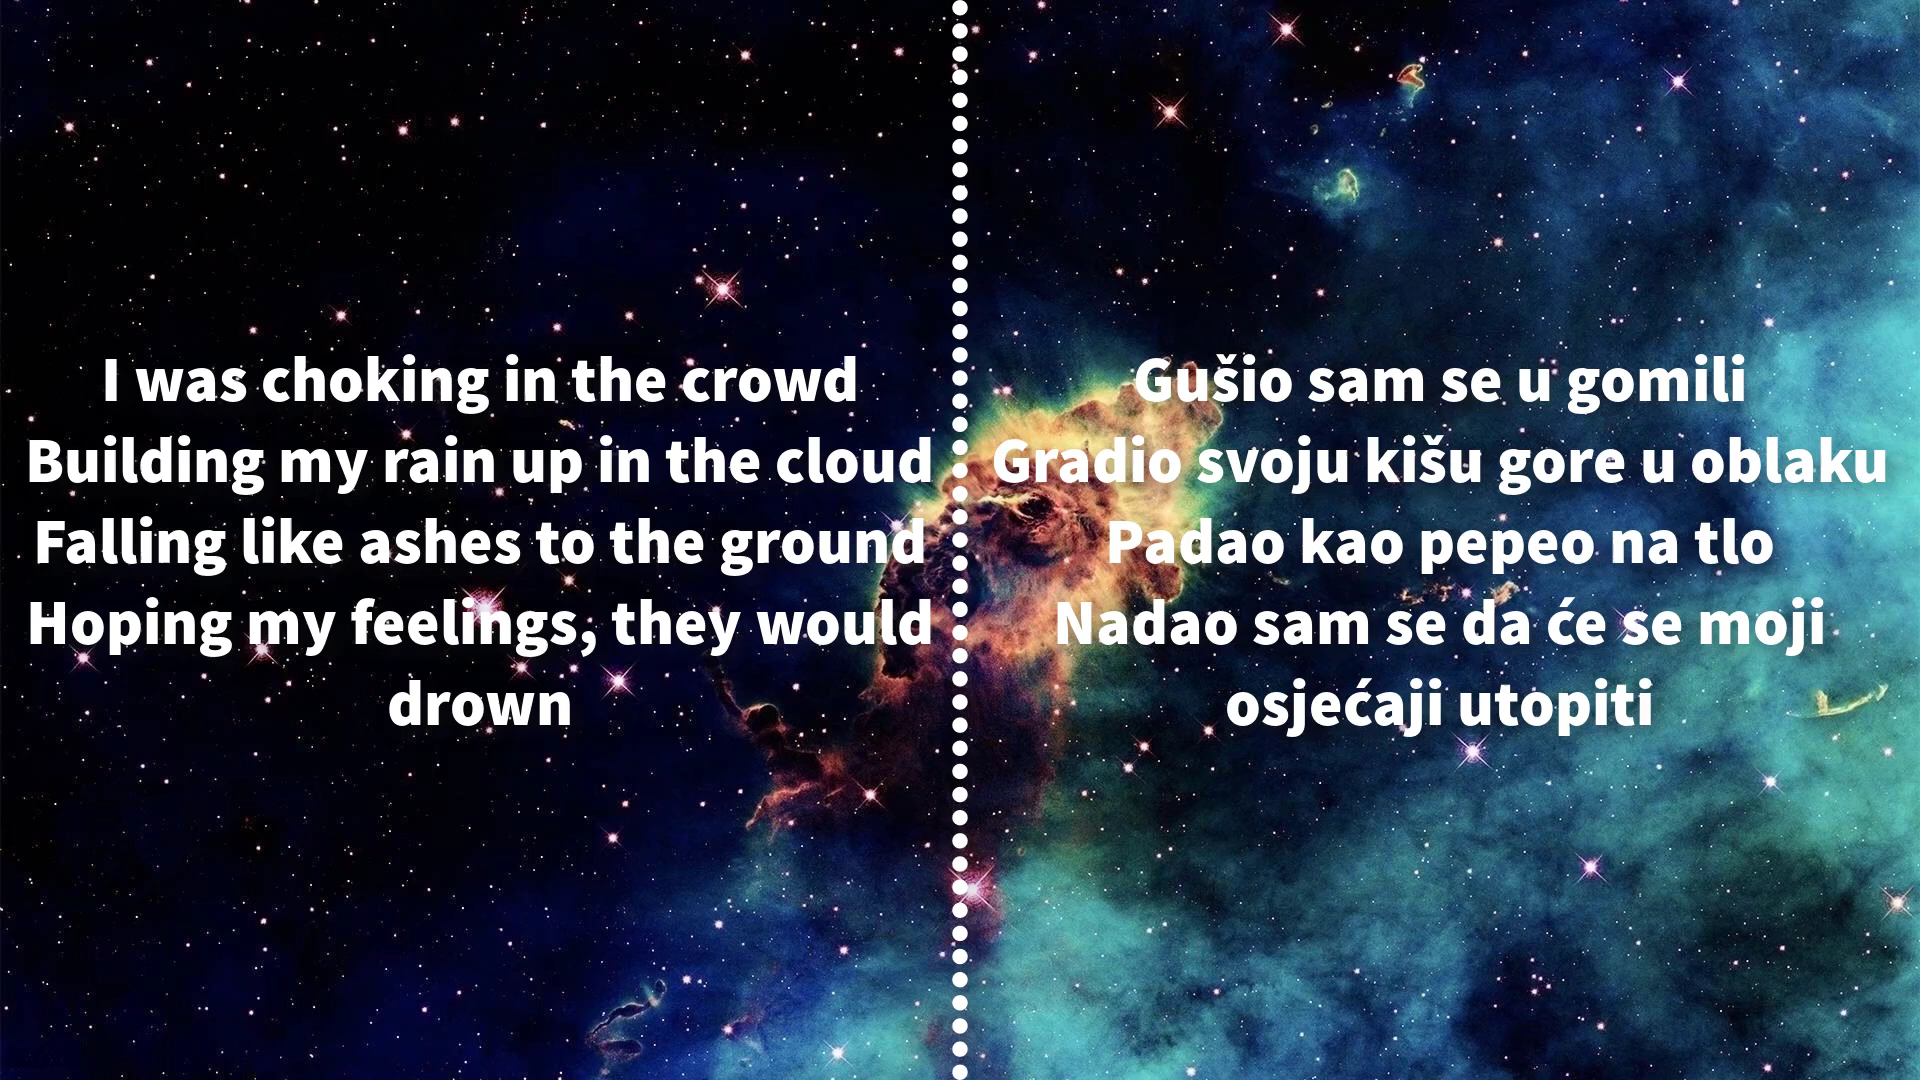 I was choking in the crowd
Building my rain up in the cloud
Falling like ashes to the ground
Hoping my feelings, they would
drown
Gušio sam se u gomili
Gradio svoju kišu gore u oblaku
Padao kao pepeo na tlo
Nadao sam se da će se moji
osjećaji utopiti